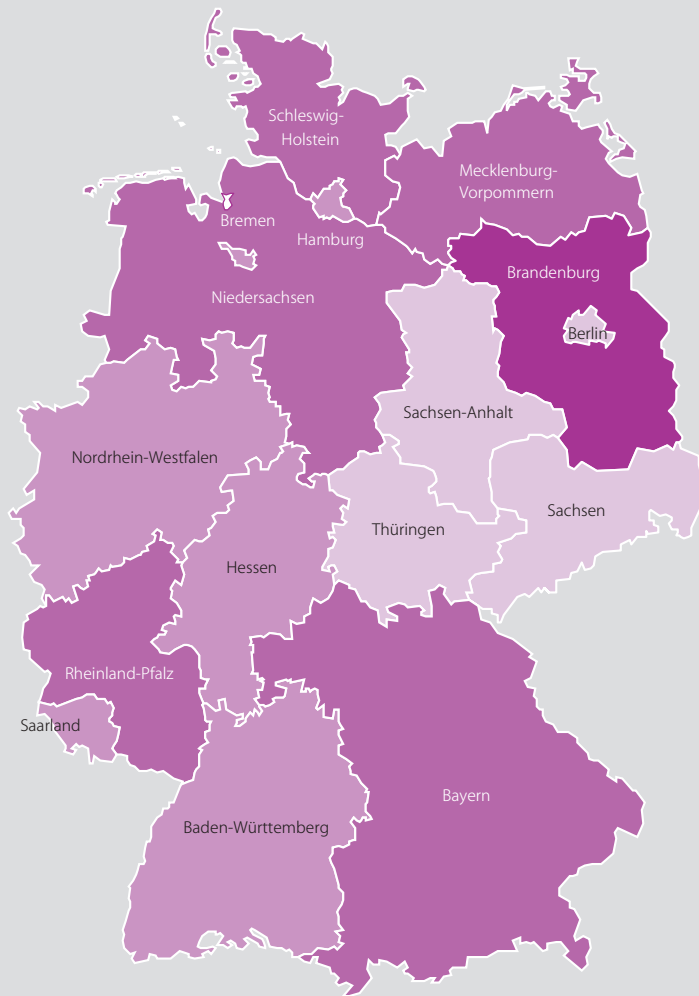 Schleswig-
Holstein
Mecklenburg-
Vorpommern
Bremen
Hamburg
Brandenburg
Niedersachsen
Berlin
Sachsen-Anhalt
Nordrhein-Westfalen
Sachsen
Thüringen
Hessen
Rheinland-Pfalz
Saarland
Bayern
Baden-Württemberg